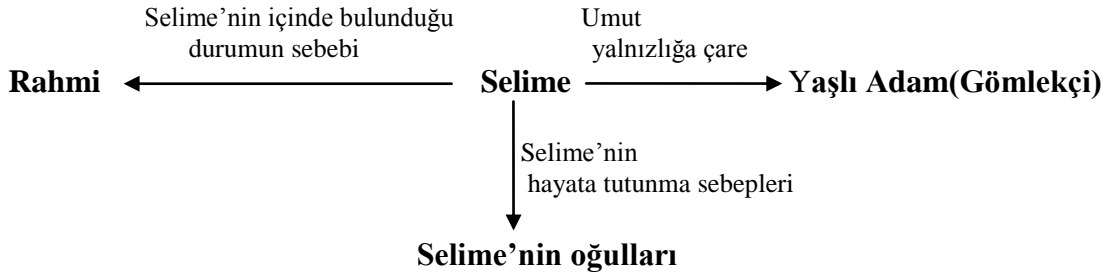 Selime’nin içinde bulunduğu
durumun sebebi
Umut
yalnızlığa çare
Rahmi
Selime
Yaşlı Adam(Gömlekçi)
Selime’nin
hayata tutunma sebepleri
Selime’nin oğulları